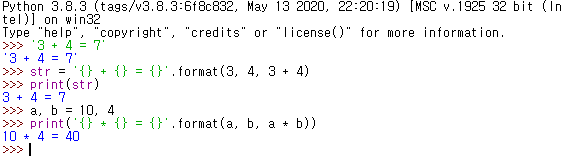 Python 3.8.3 (tags/v3.8.3:6f8c832, May 13 2020, 22:20:19) [MSC v.1925 32 bit (In
tel)] on win32
Type "help", "copyright", "credits" or "license()" for more information.
>>> '3 + 4 = 7'
'3 + 4 = 7'
>>> str = '{} + {} = {}'.format(3, 4, 3 + 4)
>>> print(str)
3 + 4 = 7
>>> a, b = 10, 4
>>> print('{} * {} = {}'.format(a, b, a * b))
10 * 4 = 40
>>>